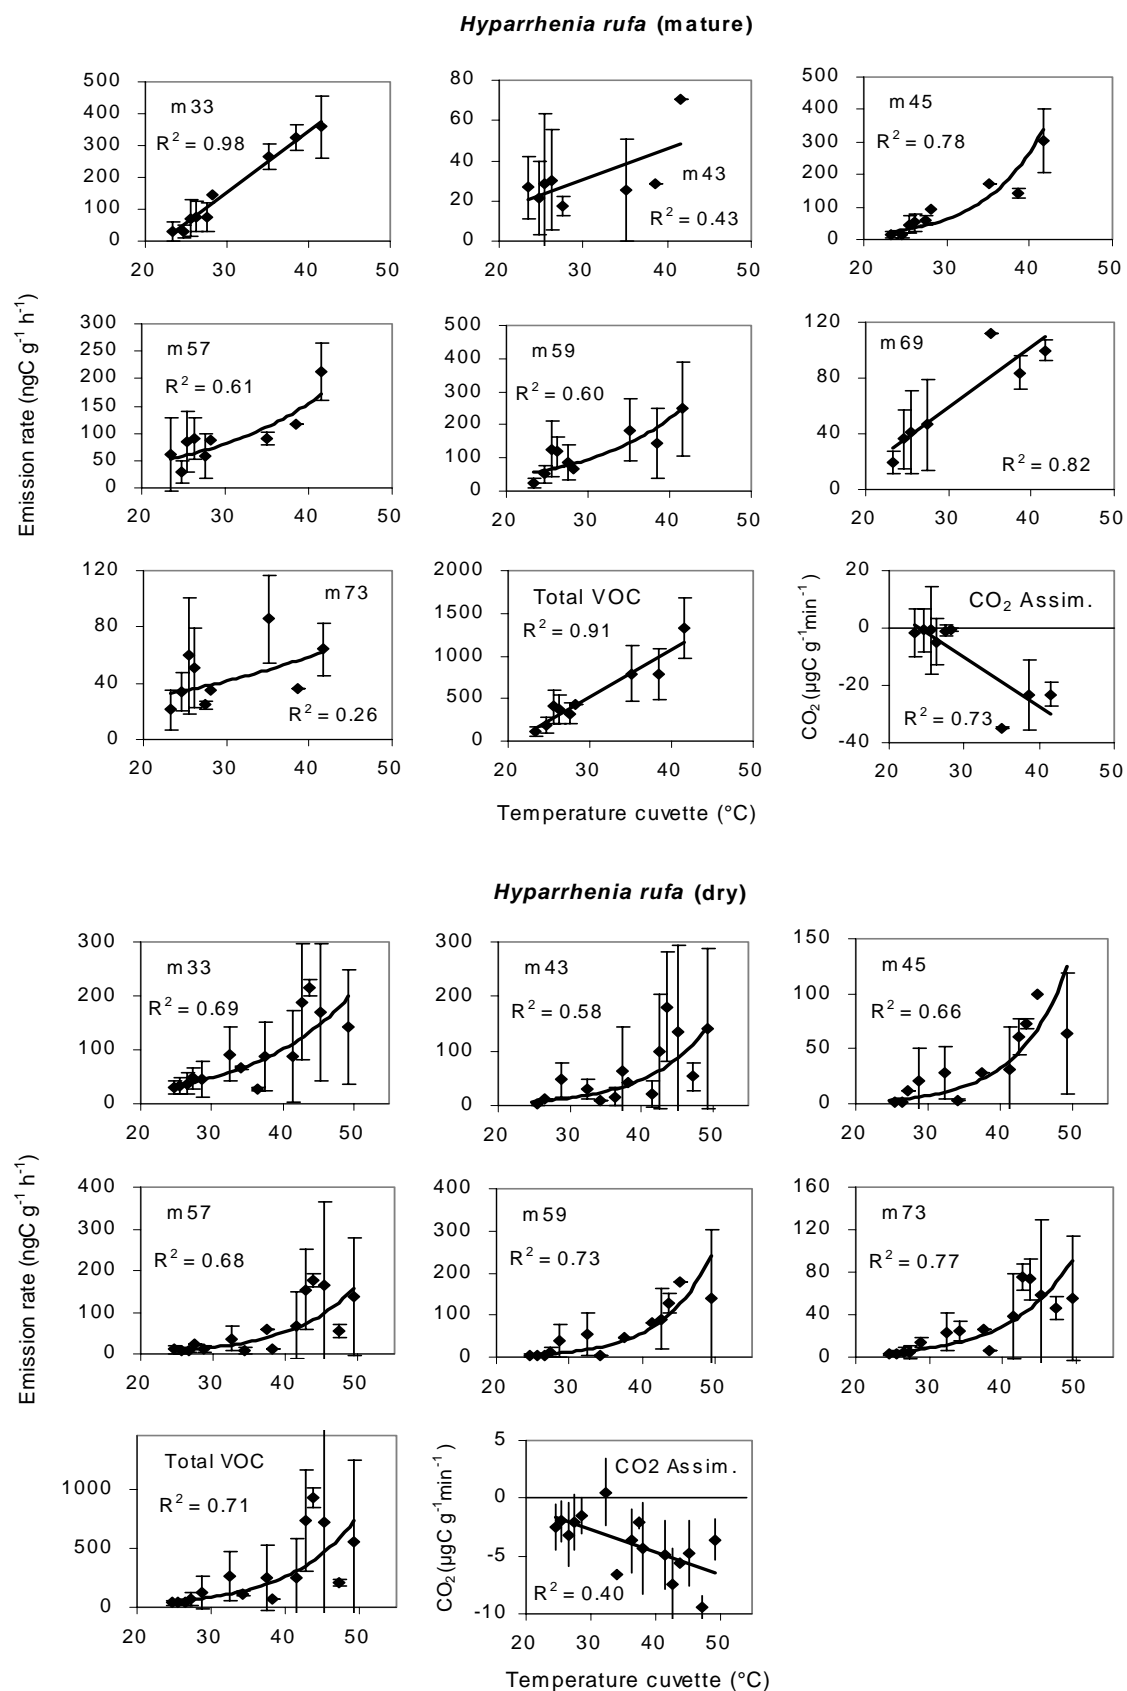 Hyparrhenia rufa (mature)
m33
R² = 0.98
500
400
300
200
100
0
20 30 40 50
m43
R² = 0.43
80
60
40
20
0
20 30 40 50
m45
R² = 0.78
500
400
300
200
100
0
20 30 40 50
Emission rate (ngC g⁻¹ h⁻¹)
m57
R² = 0.61
300
250
200
150
100
50
0
20 30 40 50
m59
R² = 0.60
500
400
300
200
100
0
20 30 40 50
m69
R² = 0.82
120
80
40
0
20 30 40 50
m73
R² = 0.26
120
80
40
0
20 30 40 50
Total VOC
R² = 0.91
2000
1500
1000
500
0
20 30 40 50
CO₂ (µgC g⁻¹min⁻¹)
CO₂ Assim.
R² = 0.73
20
0
-20
-40
20 30 40 50
Temperature cuvette (°C)
Hyparrhenia rufa (dry)
m33
R² = 0.69
300
200
100
0
20 30 40 50
m43
R² = 0.58
300
200
100
0
20 30 40 50
m45
R² = 0.66
150
100
50
0
20 30 40 50
Emission rate (ngC g⁻¹ h⁻¹)
m57
R² = 0.68
400
300
200
100
0
20 30 40 50
m59
R² = 0.73
400
300
200
100
0
20 30 40 50
m73
R² = 0.77
160
120
80
40
0
20 30 40 50
Total VOC
R² = 0.71
1000
500
0
20 30 40 50
CO₂ (µgC g⁻¹min⁻¹)
CO2 Assim.
R² = 0.40
5
0
-5
-10
20 30 40 50
Temperature cuvette (°C)